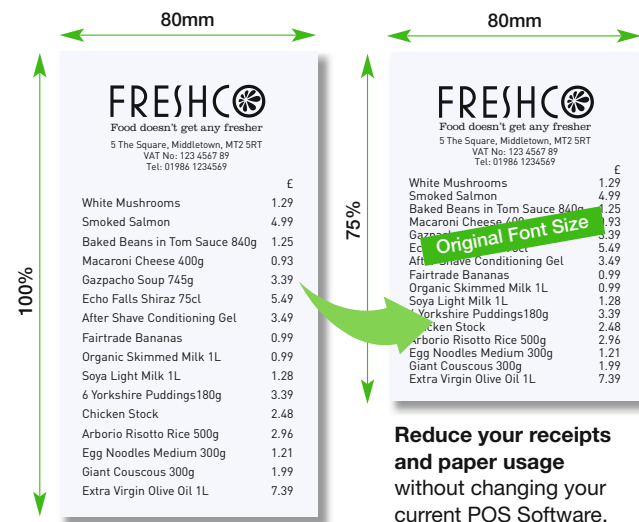 80mm
100%
FRESHCO
Food doesn't get any fresher
5 The Square, Middletown, MT2 5RT
VAT No: 123 4567 89
Tel: 01986 1234569
£
White Mushrooms 1.29
Smoked Salmon 4.99
Baked Beans in Tom Sauce 840g 1.25
Macaroni Cheese 400g 0.93
Gazpacho Soup 745g 3.39
Echo Falls Shiraz 75cl 5.49
After Shave Conditioning Gel 3.49
Fairtrade Bananas 0.99
Organic Skimmed Milk 1L 0.99
Soya Light Milk 1L 1.28
6 Yorkshire Puddings180g 3.39
Chicken Stock 2.48
Arborio Risotto Rice 500g 2.96
Egg Noodles Medium 300g 1.21
Giant Couscous 300g 1.99
Extra Virgin Olive Oil 1L 7.39
80mm
75%
FRESHCO
Food doesn't get any fresher
5 The Square, Middletown, MT2 5RT
VAT No: 123 4567 89
Tel: 01986 1234569
£
White Mushrooms 1.29
Smoked Salmon 4.99
Baked Beans in Tom Sauce 840g 1.25
Macaroni Cheese .93
3.39
5.49
Original Font Size
After Shave Conditioning Gel 3.49
Fairtrade Bananas 0.99
Organic Skimmed Milk 1L 0.99
Soya Light Milk 1L 1.28
Yorkshire Puddings180g 3.39
Chicken Stock 2.48
Arborio Risotto Rice 500g 2.96
Egg Noodles Medium 300g 1.21
Giant Couscous 300g 1.99
Extra Virgin Olive Oil 1L 7.39
Reduce your receipts
and paper usage
without changing your
current POS Software.